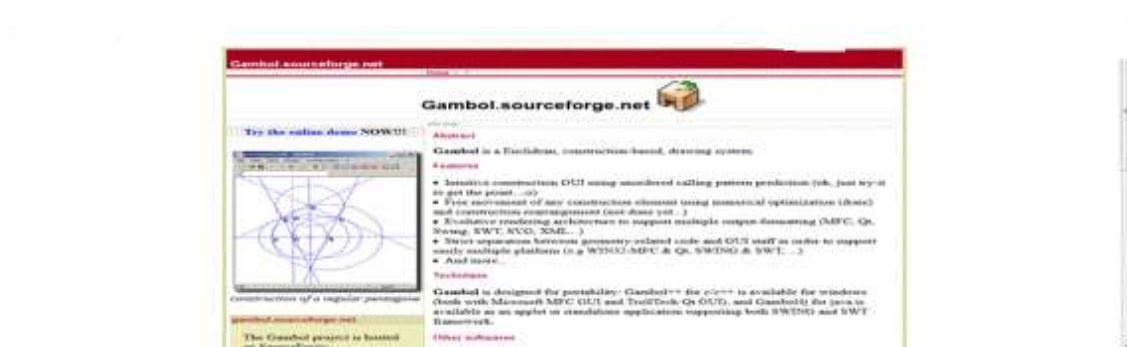 Gambol.sourceforge.net
Home
Gambol.sourceforge.net
Try the online demo NOW!!!
Abstract
Gambol is a Euclidean, construction-based, drawing system.
Features
• Intuitive construction GUI using unordered calling pattern prediction (ok, just try-it
to get the point...;o)
• Free movement of any construction element using numerical optimization (done)
and construction rearrangement (not done yet...)
• Evolutive rendering architecture to support multiple output-formatting (MFC, Qt,
Swing, SWT, SVG, XML...)
• Strict separation between geometry-related code and GUI staff in order to support
easily multiple platform (e.g WIN32-MFC & Qt, SWING & SWT, ...)
• And more...
Technique
Gambol is designed for portability: Gambol++ for c/c++ is available for windows
(both with Microsoft MFC GUI and TrollTech Qt GUI), and Gambol4j for java is
available as an applet or standalone application supporting both SWING and SWT
framework.
Other softwares
construction of a regular pentagone
gambol.sourceforge.net
The Gambol project is hosted
on SourceForge